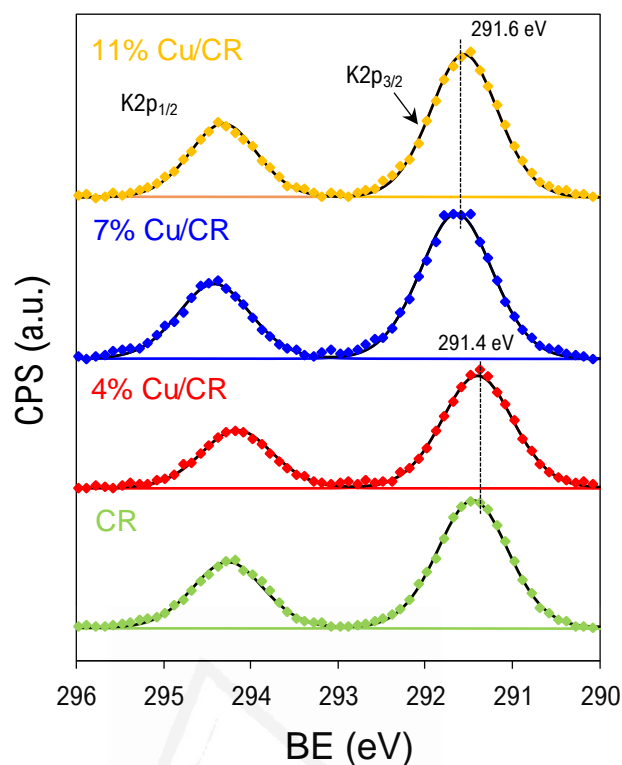 291.6 eV
11% Cu/CR
K2p3/2
K2p1/2
7% Cu/CR
291.4 eV
4% Cu/CR
CR
CPS (a.u.)
296 295 294 293 292 291 290
BE (eV)